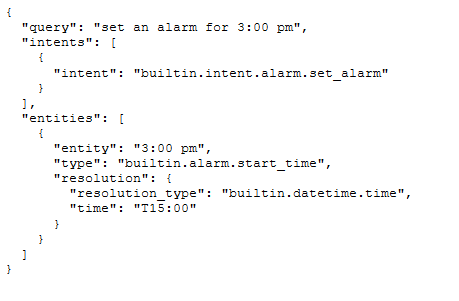 {
  "query": "set an alarm for 3:00 pm",
  "intents": [
    {
      "intent": "builtin.intent.alarm.set_alarm"
    }
  ],
  "entities": [
    {
      "entity": "3:00 pm",
      "type": "builtin.alarm.start_time",
      "resolution": {
        "resolution_type": "builtin.datetime.time",
        "time": "T15:00"
      }
    }
  ]
}